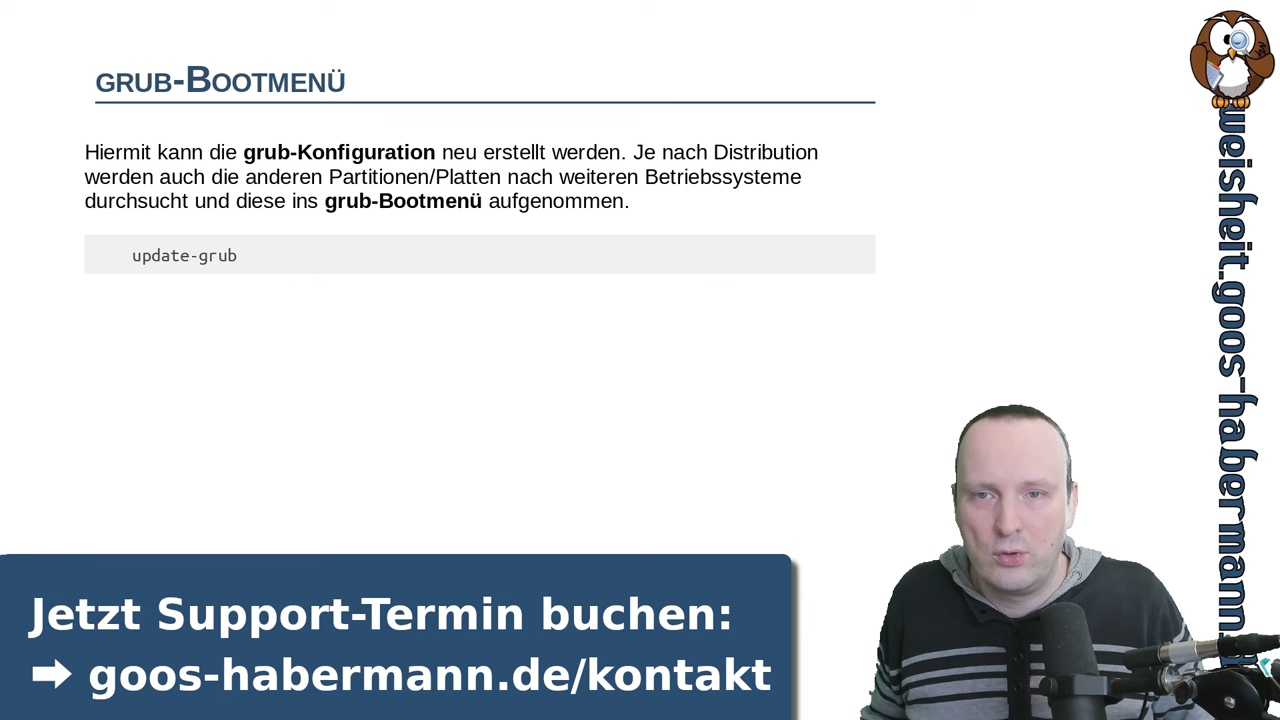 GRUB-BOOTMENÜ
Hiermit kann die grub-Konfiguration neu erstellt werden. Je nach Distribution
werden auch die anderen Partitionen/Platten nach weiteren Betriebssysteme
durchsucht und diese ins grub-Bootmenü aufgenommen.
update-grub
Jetzt Support-Termin buchen:
➡ goos-habermann.de/kontakt
weisheit.goos-habermann.